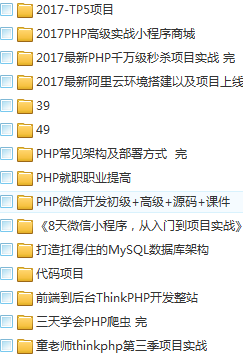 2017-TP5项目
2017PHP高级实战小程序商城
2017最新PHP千万级秒杀项目实战 完
2017最新阿里云环境搭建以及项目上线
39
49
PHP常见架构及部署方式  完
PHP就职职业提高
PHP微信开发初级+高级+源码+课件
《8天微信小程序，从入门到项目实战》
打造扛得住的MySQL数据库架构
代码项目
前端到后台ThinkPHP开发整站
三天学会PHP爬虫 完
童老师thinkphp第三季项目实战